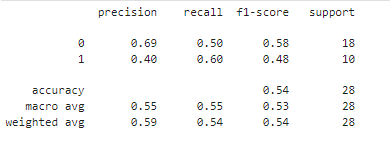 precision recall f1-score support
0 0.69 0.50 0.58 18
1 0.40 0.60 0.48 10
accuracy 0.54 28
macro avg 0.55 0.55 0.53 28
weighted avg 0.59 0.54 0.54 28